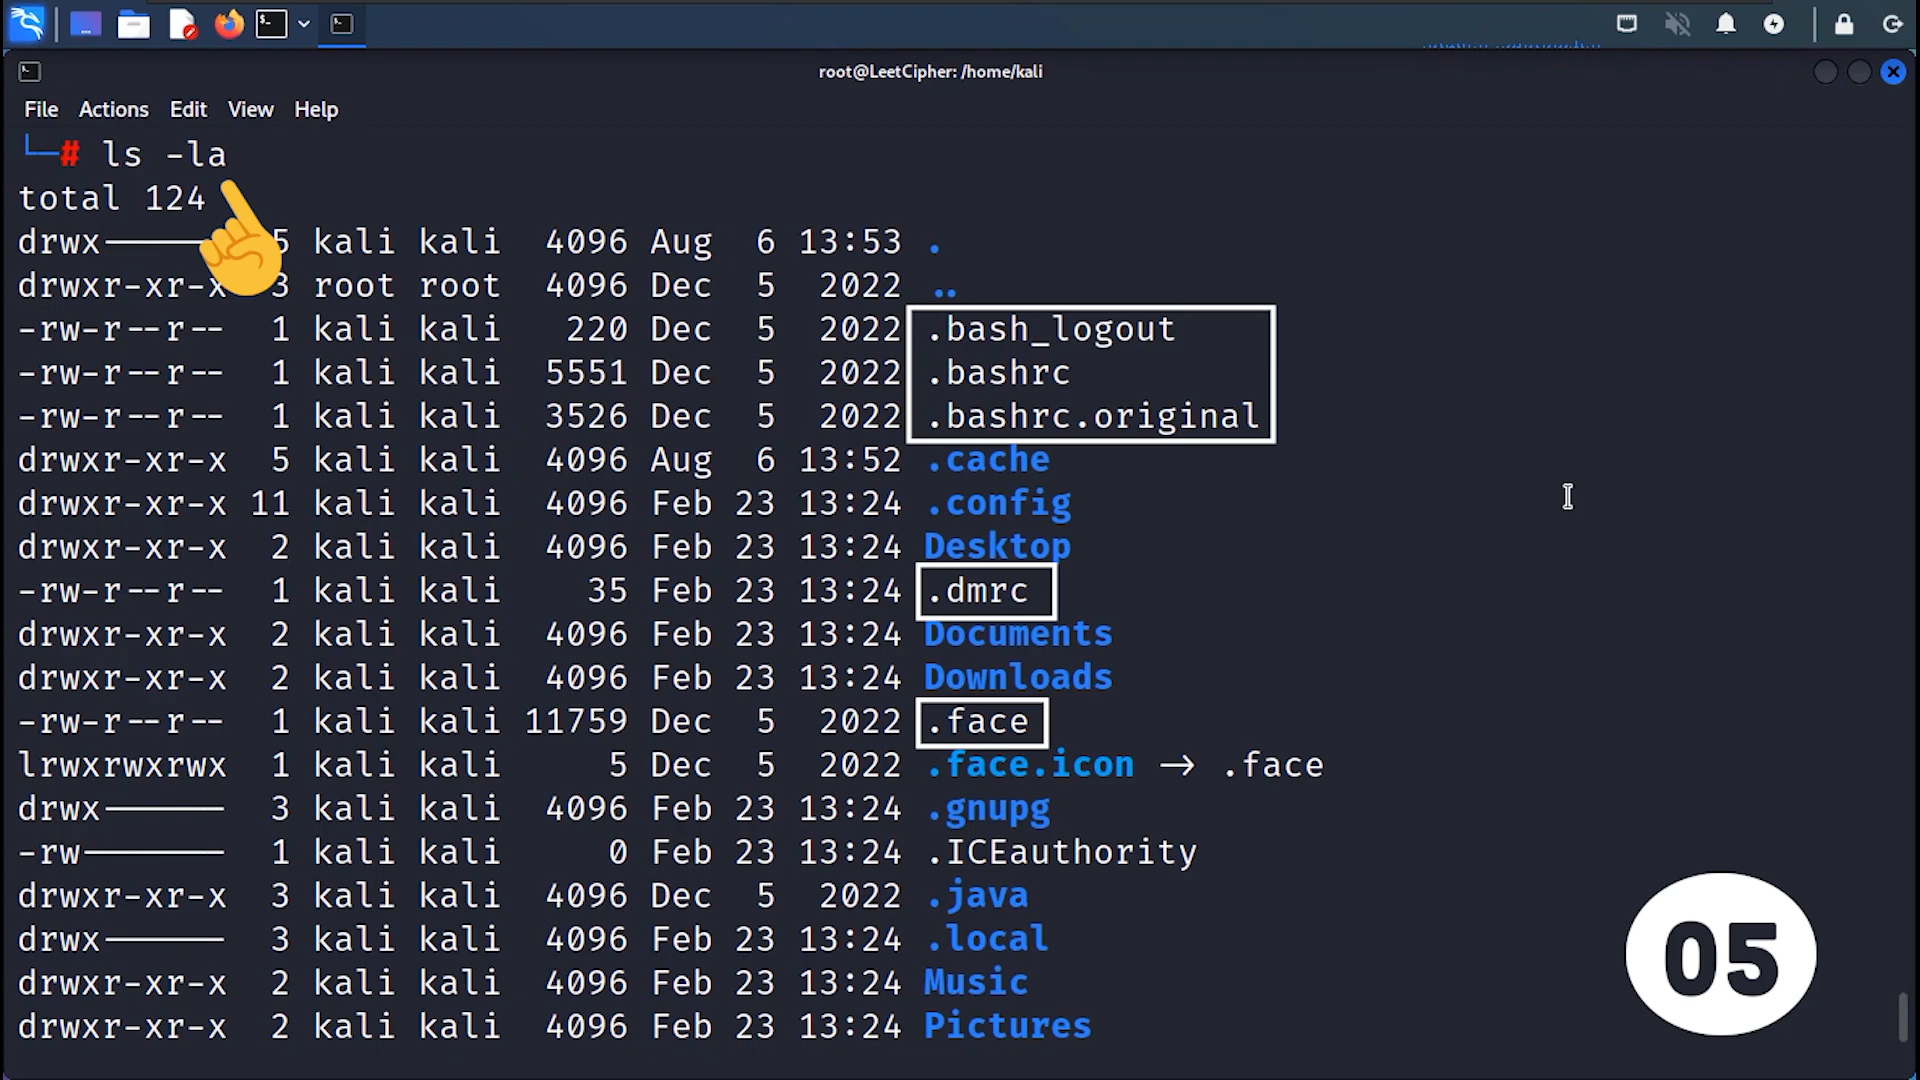 root@LeetCipher: /home/kali
File Actions Edit View Help
└─# ls -la
total 124
drwx------ 5 kali kali 4096 Aug 6 13:53 .
drwxr-xr-x 3 root root 4096 Dec 5 2022 ..
-rw-r--r-- 1 kali kali 220 Dec 5 2022 .bash_logout
-rw-r--r-- 1 kali kali 5551 Dec 5 2022 .bashrc
-rw-r--r-- 1 kali kali 3526 Dec 5 2022 .bashrc.original
drwxr-xr-x 5 kali kali 4096 Aug 6 13:52 .cache
drwxr-xr-x 11 kali kali 4096 Feb 23 13:24 .config
drwxr-xr-x 2 kali kali 4096 Feb 23 13:24 Desktop
-rw-r--r-- 1 kali kali 35 Feb 23 13:24 .dmrc
drwxr-xr-x 2 kali kali 4096 Feb 23 13:24 Documents
drwxr-xr-x 2 kali kali 4096 Feb 23 13:24 Downloads
-rw-r--r-- 1 kali kali 11759 Dec 5 2022 .face
lrwxrwxrwx 1 kali kali 5 Dec 5 2022 .face.icon → .face
drwx------ 3 kali kali 4096 Feb 23 13:24 .gnupg
-rw------- 1 kali kali 0 Feb 23 13:24 .ICEauthority
drwxr-xr-x 3 kali kali 4096 Dec 5 2022 .java
drwx------ 3 kali kali 4096 Feb 23 13:24 .local
drwxr-xr-x 2 kali kali 4096 Feb 23 13:24 Music
drwxr-xr-x 2 kali kali 4096 Feb 23 13:24 Pictures
05